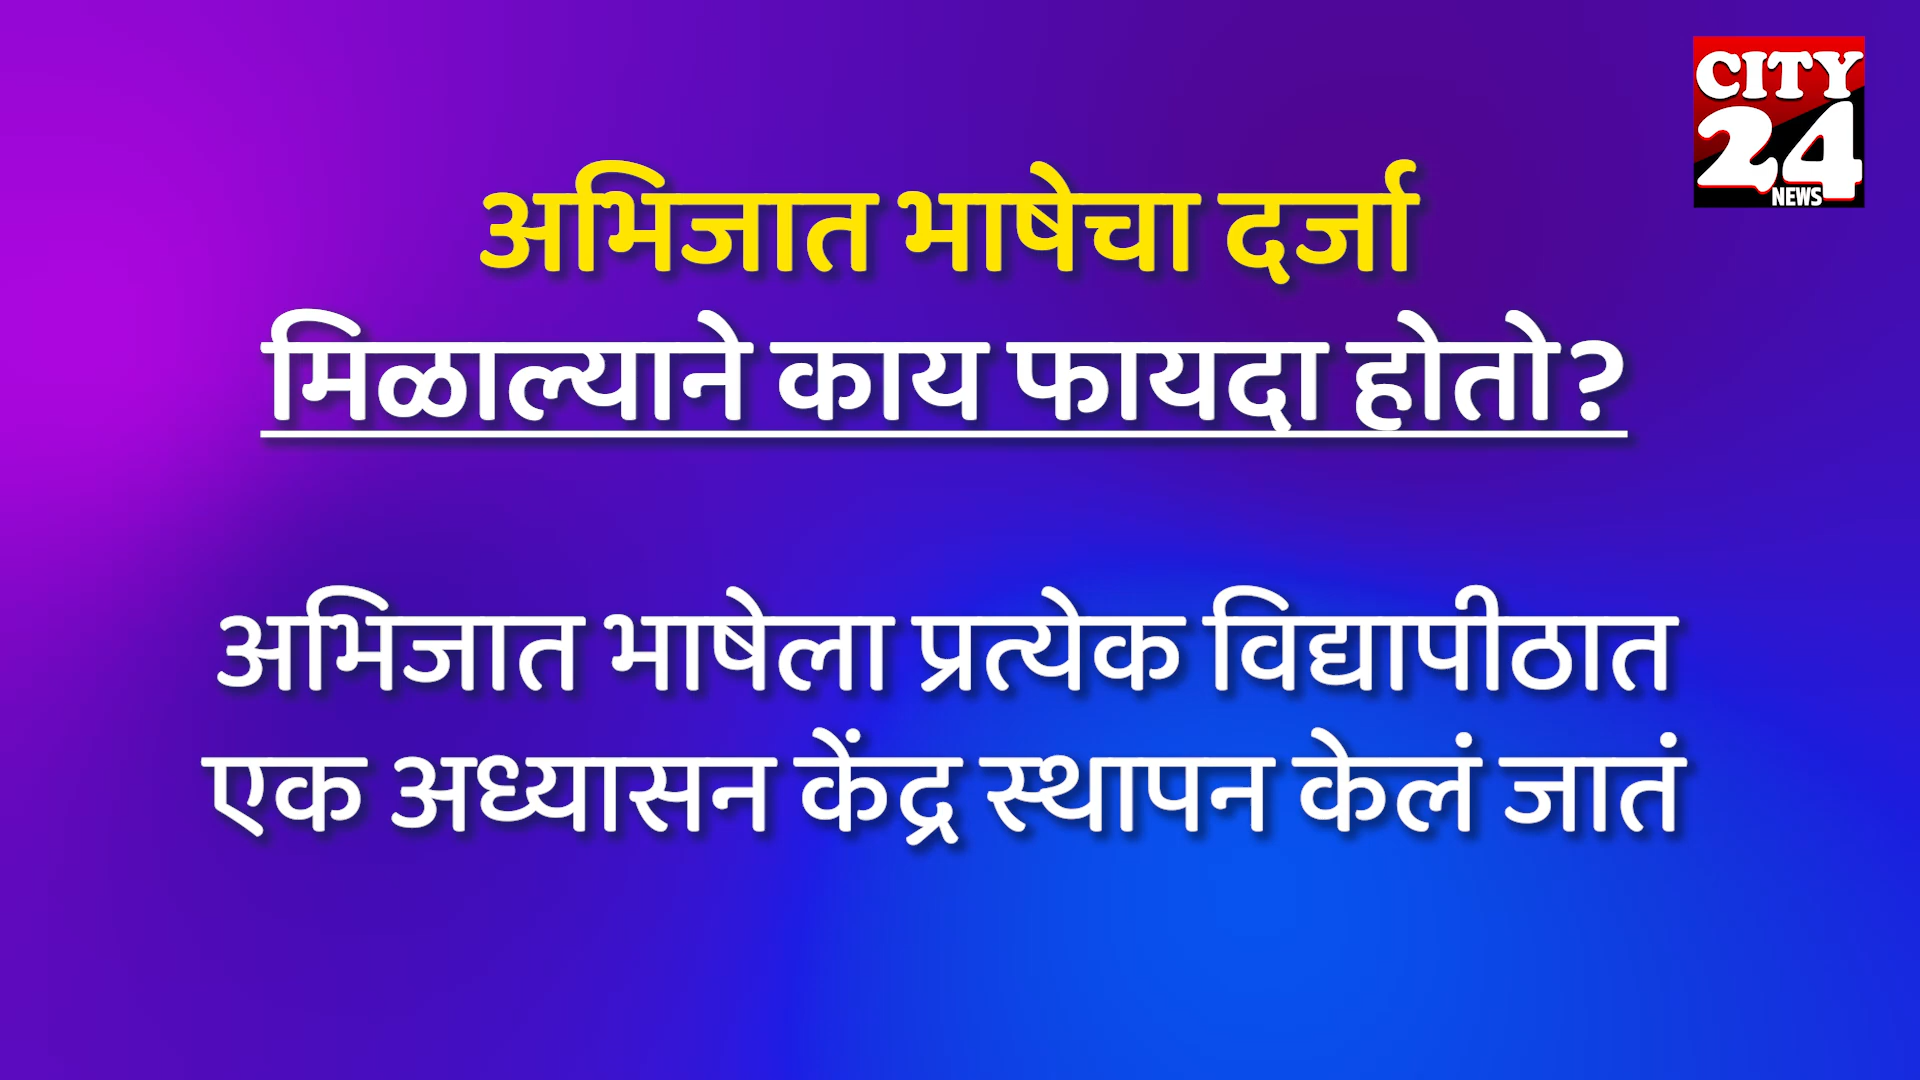 CITY
24
NEWS
अभिजात भाषेचा दर्जा
मिळाल्याने काय फायदा होतो?
अभिजात भाषेला प्रत्येक विद्यापीठात
एक अध्यासन केंद्र स्थापन केलं जातं